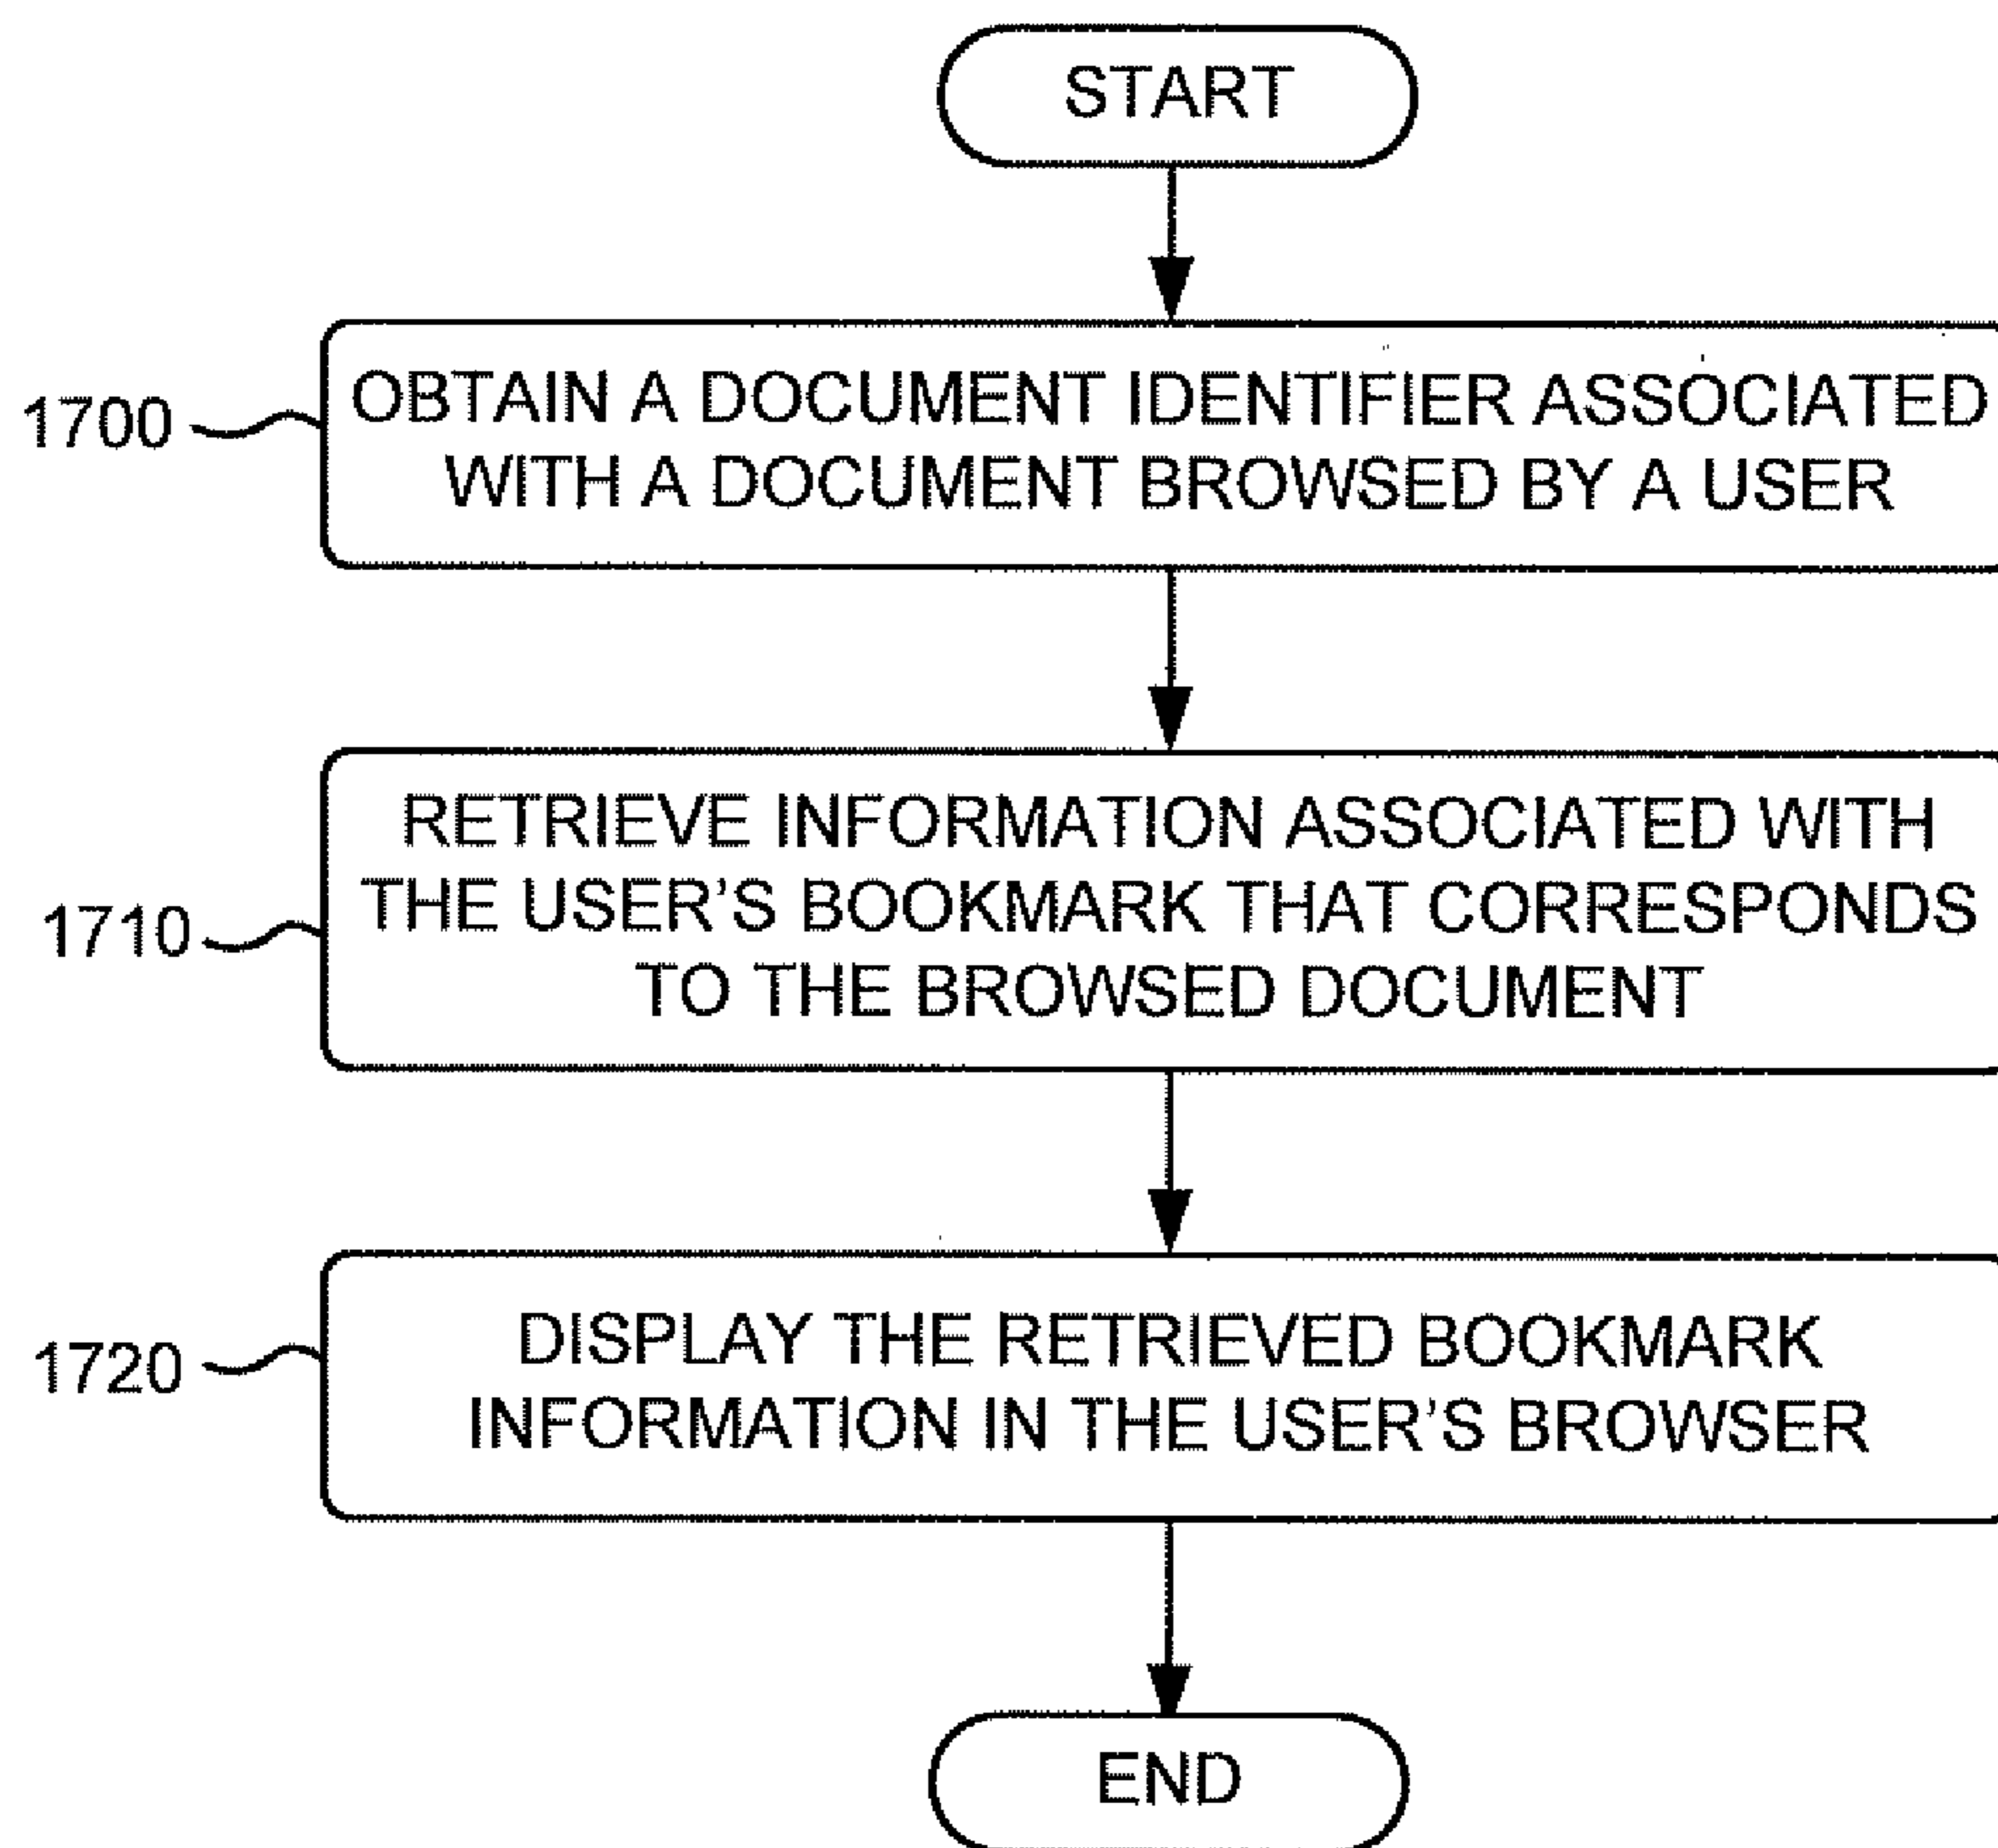 START
1700
OBTAIN A DOCUMENT IDENTIFIER ASSOCIATED
WITH A DOCUMENT BROWSED BY A USER
1710
RETRIEVE INFORMATION ASSOCIATED WITH
THE USER'S BOOKMARK THAT CORRESPONDS
TO THE BROWSED DOCUMENT
1720
DISPLAY THE RETRIEVED BOOKMARK
INFORMATION IN THE USER'S BROWSER
END